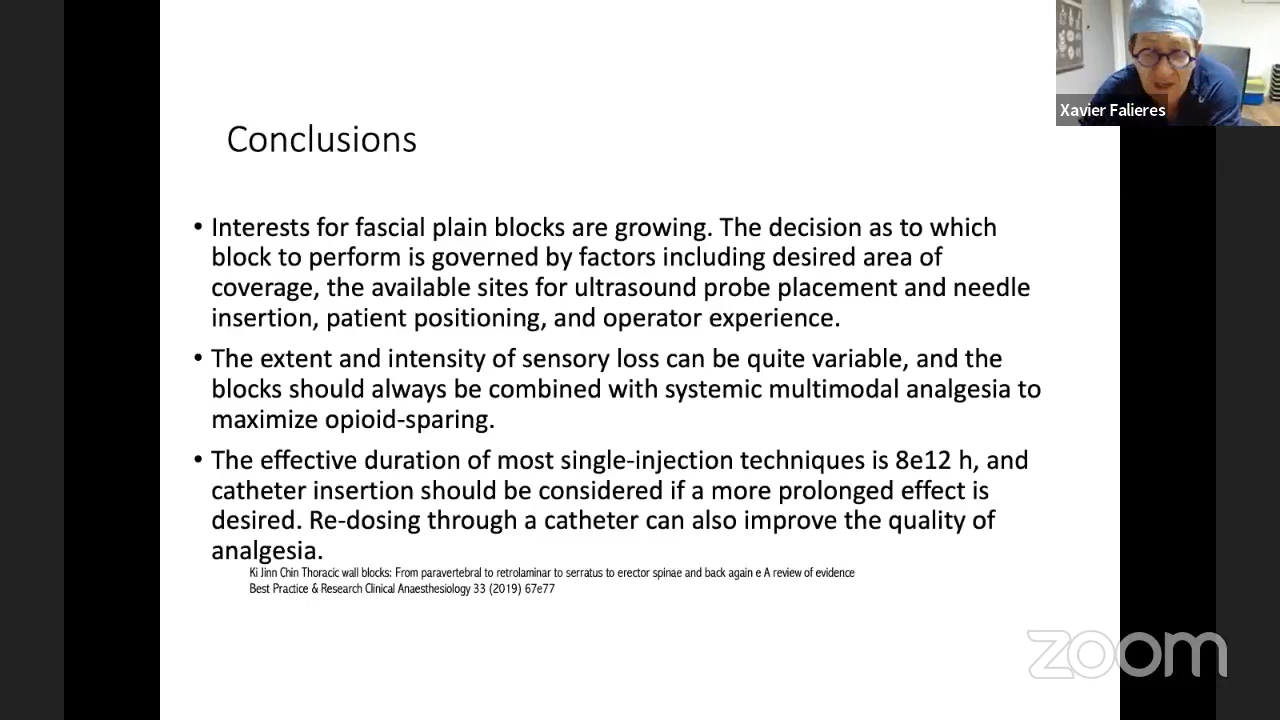 Xavier Falieres
Conclusions
• Interests for fascial plain blocks are growing. The decision as to which
block to perform is governed by factors including desired area of
coverage, the available sites for ultrasound probe placement and needle
insertion, patient positioning, and operator experience.
• The extent and intensity of sensory loss can be quite variable, and the
blocks should always be combined with systemic multimodal analgesia to
maximize opioid-sparing.
• The effective duration of most single-injection techniques is 8e12 h, and
catheter insertion should be considered if a more prolonged effect is
desired. Re-dosing through a catheter can also improve the quality of
analgesia.
Ki Jinn Chin Thoracic wall blocks: From paravertebral to retrolaminar to serratus to erector spinae and back again e A review of evidence
Best Practice & Research Clinical Anaesthesiology 33 (2019) 67e77
zoom